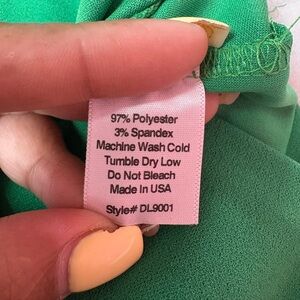 97% Polyester
3% Spandex
Machine Wash Cold
Tumble Dry Low
Do Not Bleach
Made In USA
Style# DL9001